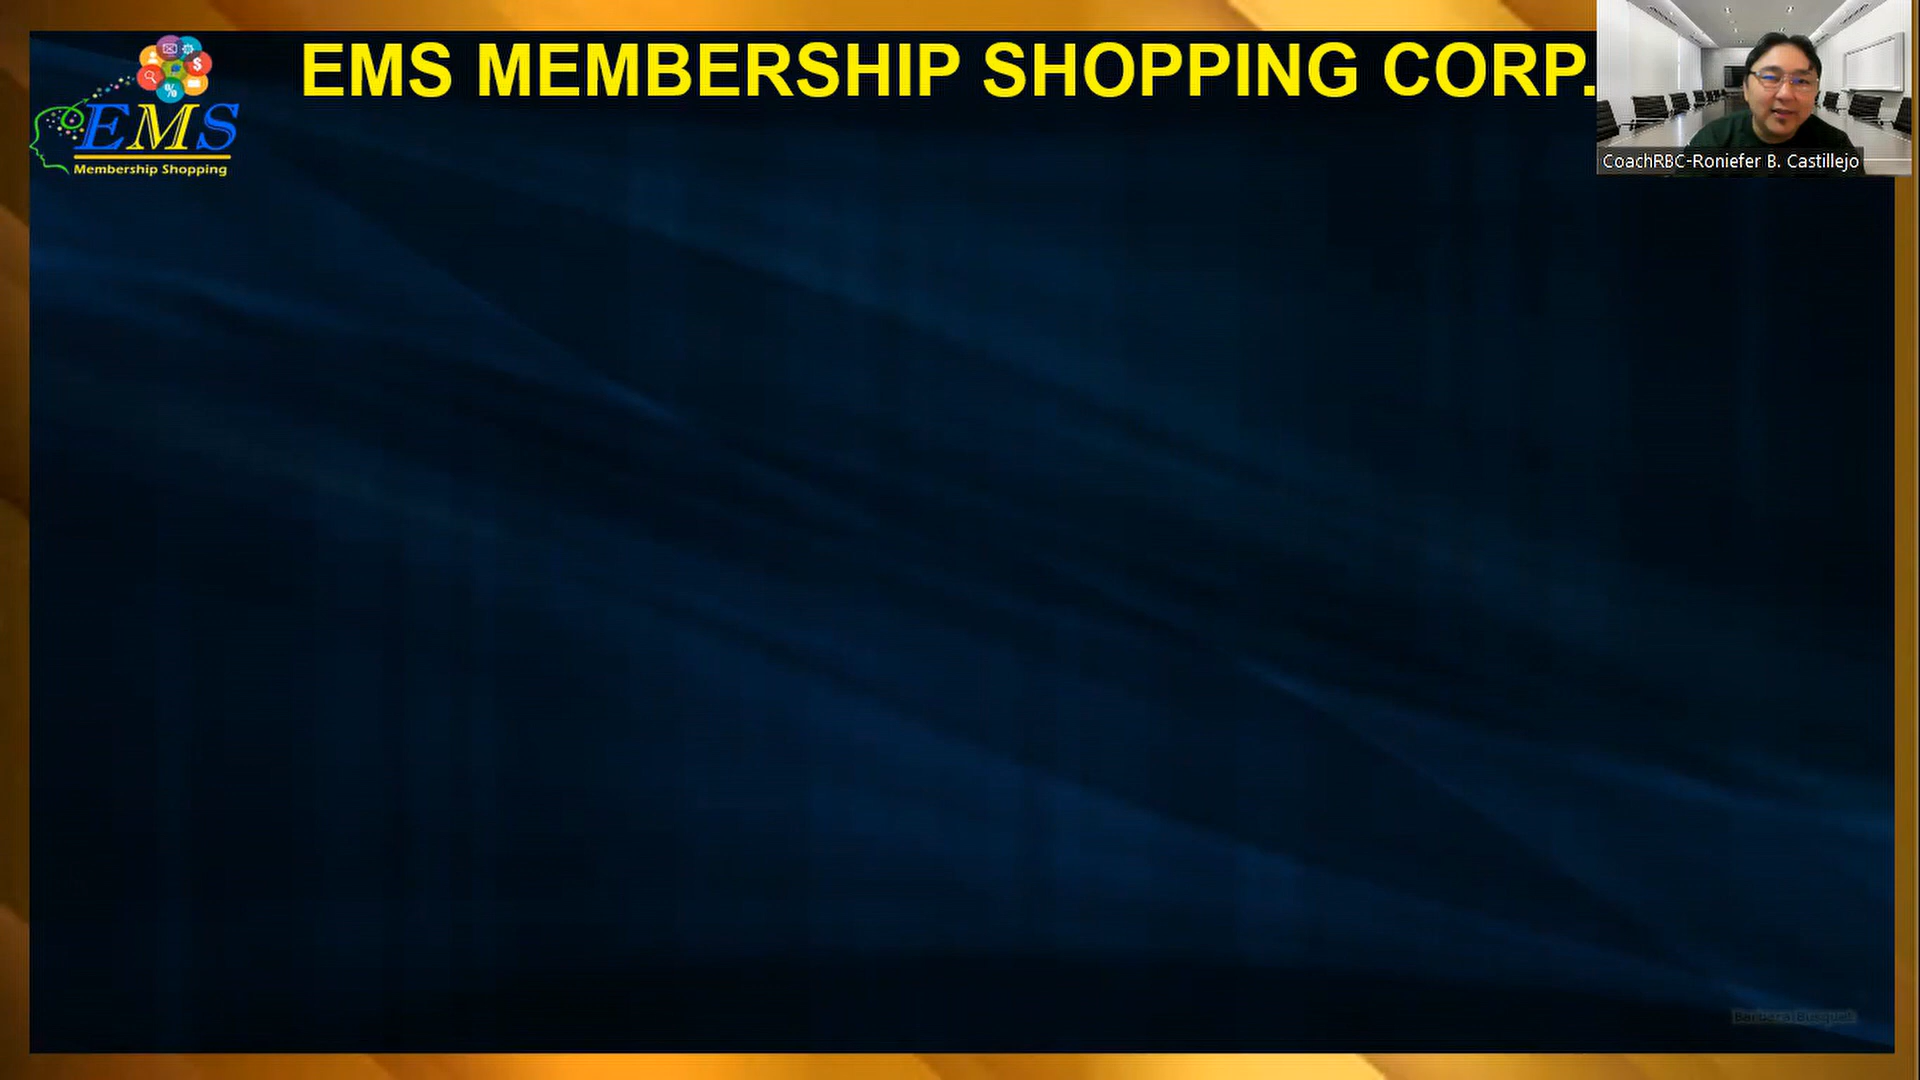 EMS MEMBERSHIP SHOPPING CORP.
$
%
EMS
Membership Shopping
CoachRBC-Roniefer B. Castillejo